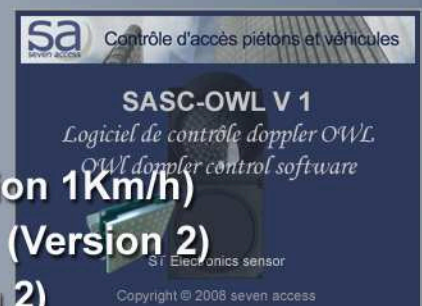 sa
seven access
Contrôle d'accès piétons et véhicules
SASC-OWL V 1
Logiciel de contrôle doppler OWL
OWl doppler control software
on 1Km/h)
(Version 2)
ST Electronics sensor
2)
Copyright © 2008 seven access